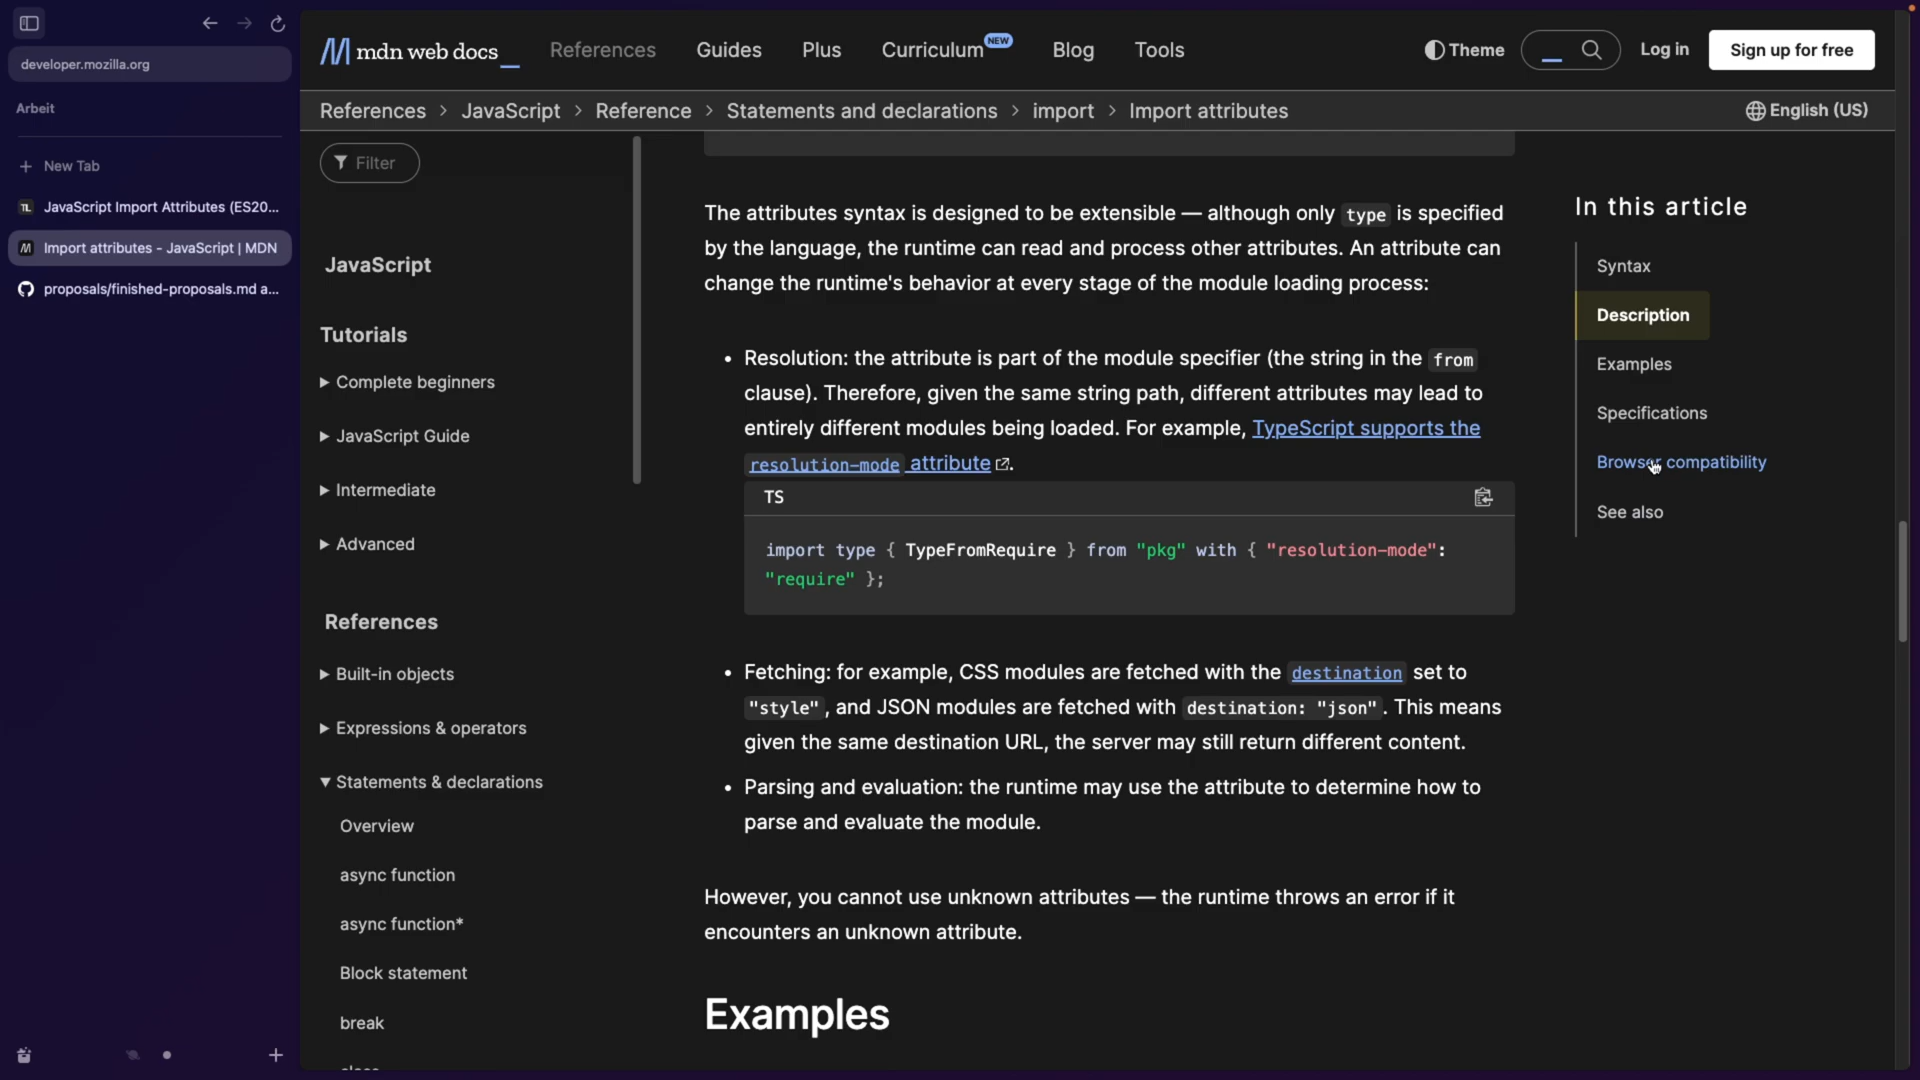 developer.mozilla.org
Arbeit
New Tab
JavaScript Import Attributes (ES20...
Import attributes - JavaScript | MDN
proposals/finished-proposals.md a...
mdn web docs_
References
Guides
Plus
Curriculum NEW
Blog
Tools
Theme
Log in
Sign up for free
References > JavaScript > Reference > Statements and declarations > import > Import attributes
English (US)
Filter
JavaScript
Tutorials
Complete beginners
JavaScript Guide
Intermediate
Advanced
References
Built-in objects
Expressions & operators
Statements & declarations
Overview
async function
async function*
Block statement
break
The attributes syntax is designed to be extensible — although only type is specified
by the language, the runtime can read and process other attributes. An attribute can
change the runtime's behavior at every stage of the module loading process:
• Resolution: the attribute is part of the module specifier (the string in the from
clause). Therefore, given the same string path, different attributes may lead to
entirely different modules being loaded. For example, TypeScript supports the
resolution-mode attribute.
TS
import type { TypeFromRequire } from "pkg" with { "resolution-mode":
"require" };
• Fetching: for example, CSS modules are fetched with the destination set to
"style", and JSON modules are fetched with destination: "json". This means
given the same destination URL, the server may still return different content.
• Parsing and evaluation: the runtime may use the attribute to determine how to
parse and evaluate the module.
However, you cannot use unknown attributes — the runtime throws an error if it
encounters an unknown attribute.
Examples
In this article
Syntax
Description
Examples
Specifications
Browser compatibility
See also